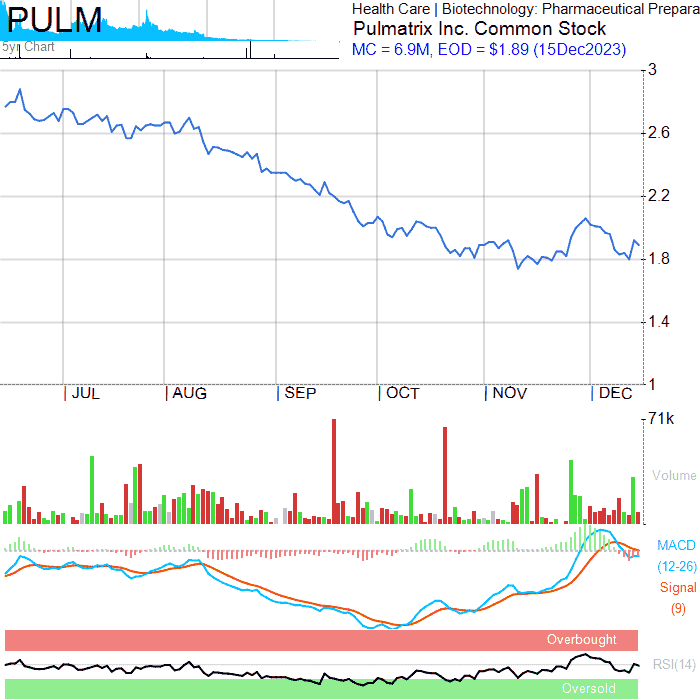 PULM
5yr Chart
Health Care | Biotechnology: Pharmaceutical Prepara
Pulmatrix Inc. Common Stock
MC = 6.9M, EOD = $1.89 (15Dec2023)
3
2.6
2.2
1.8
1.4
1
JUL
AUG
SEP
OCT
NOV
DEC
71k
Volume
MACD
(12-26)
Signal
(9)
Overbought
RSI(14)
Oversold